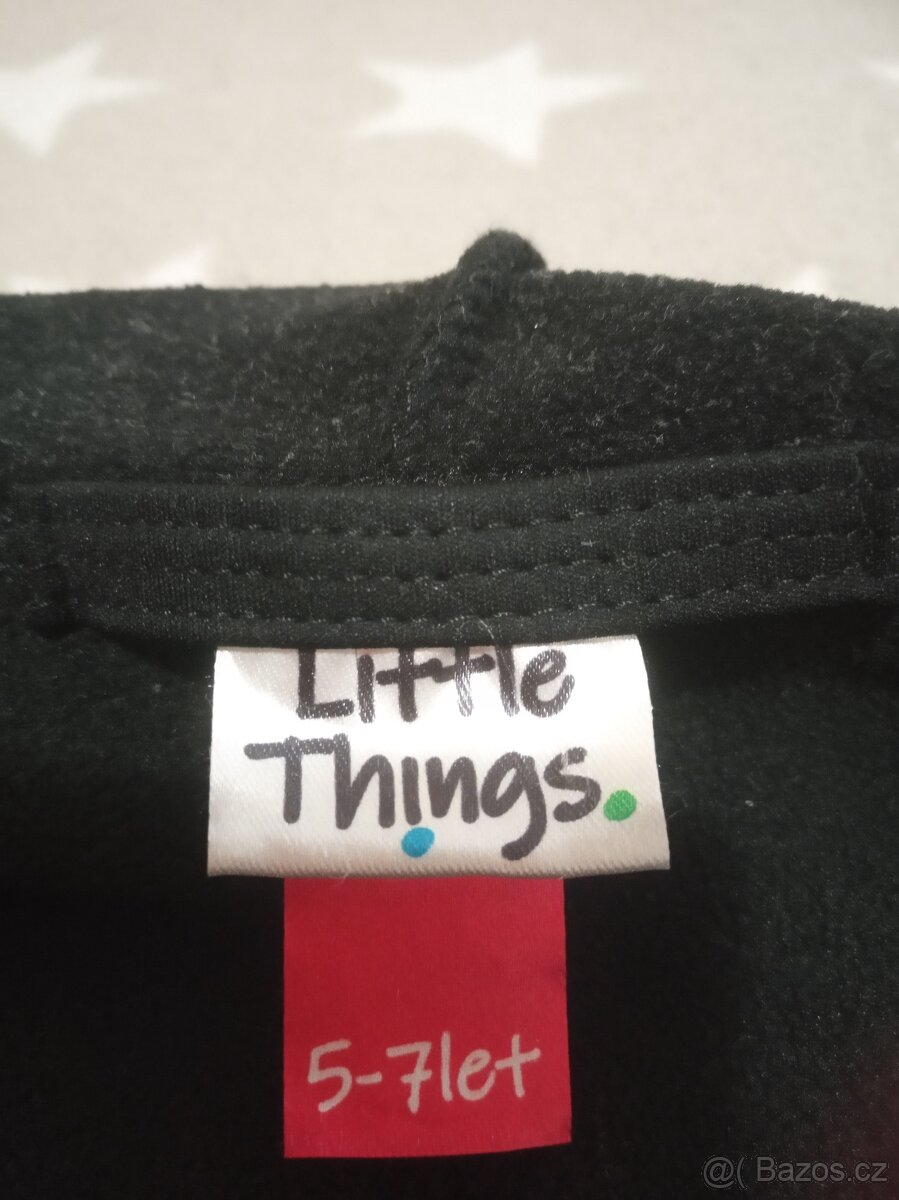 Little
Things.
5-7let
@( Bazos.cz